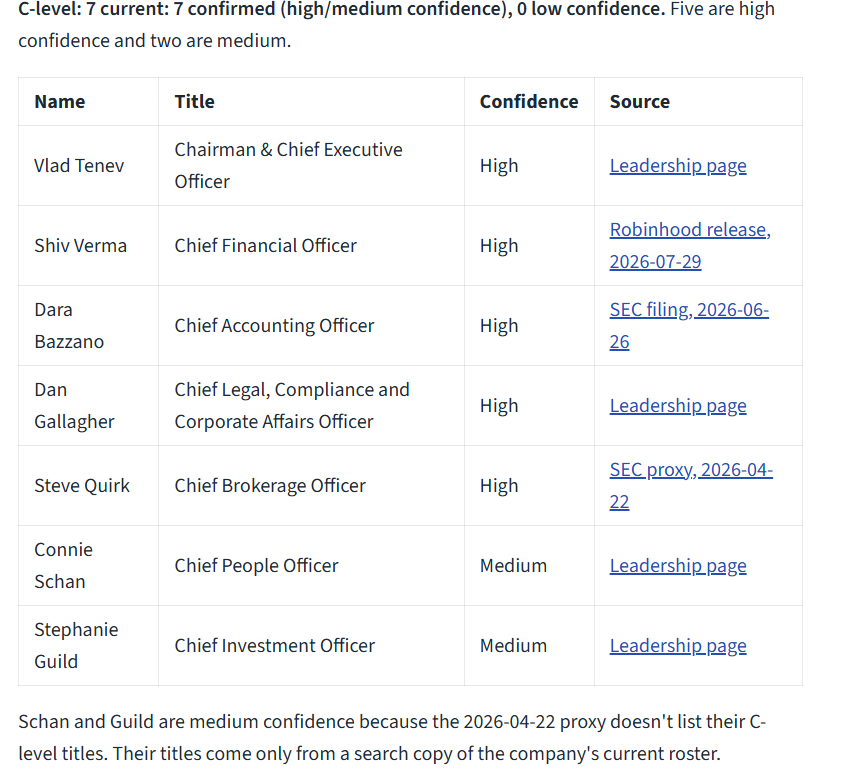 C-level: 7 current: 7 confirmed (high/medium confidence), 0 low confidence. Five are high
confidence and two are medium.
Name Title Confidence Source
Vlad Tenev Chairman & Chief Executive Officer High Leadership page
Shiv Verma Chief Financial Officer High Robinhood release, 2026-07-29
Dara Bazzano Chief Accounting Officer High SEC filing, 2026-06-26
Dan Gallagher Chief Legal, Compliance and Corporate Affairs Officer High Leadership page
Steve Quirk Chief Brokerage Officer High SEC proxy, 2026-04-22
Connie Schan Chief People Officer Medium Leadership page
Stephanie Guild Chief Investment Officer Medium Leadership page
Schan and Guild are medium confidence because the 2026-04-22 proxy doesn't list their C-
level titles. Their titles come only from a search copy of the company's current roster.